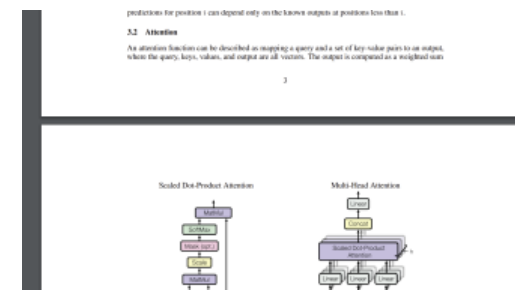 predictions for position i can depend only on the known outputs at positions less than i.
3.2 Attention
An attention function can be described as mapping a query and a set of key-value pairs to an output,
where the query, keys, values, and output are all vectors. The output is computed as a weighted sum
3
Scaled Dot-Product Attention
Multi-Head Attention
MatMul
SoftMax
Mask (opt.)
Scale
MatMul
Linear
Concat
Scaled Dot-Product
Attention
h
Linear Linear Linear